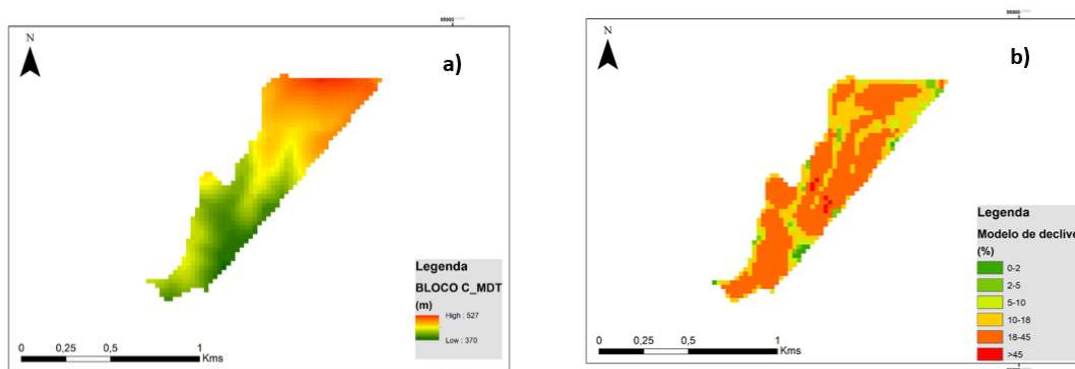 N
a)
Legenda
BLOCO C_MDT
(m)
High : 527
Low : 370
0 0,25 0,5 1
Kms
N
b)
Legenda
Modelo de declive
(%)
0-2
2-5
5-10
10-18
18-45
>45
0 0,25 0,5 1
Kms